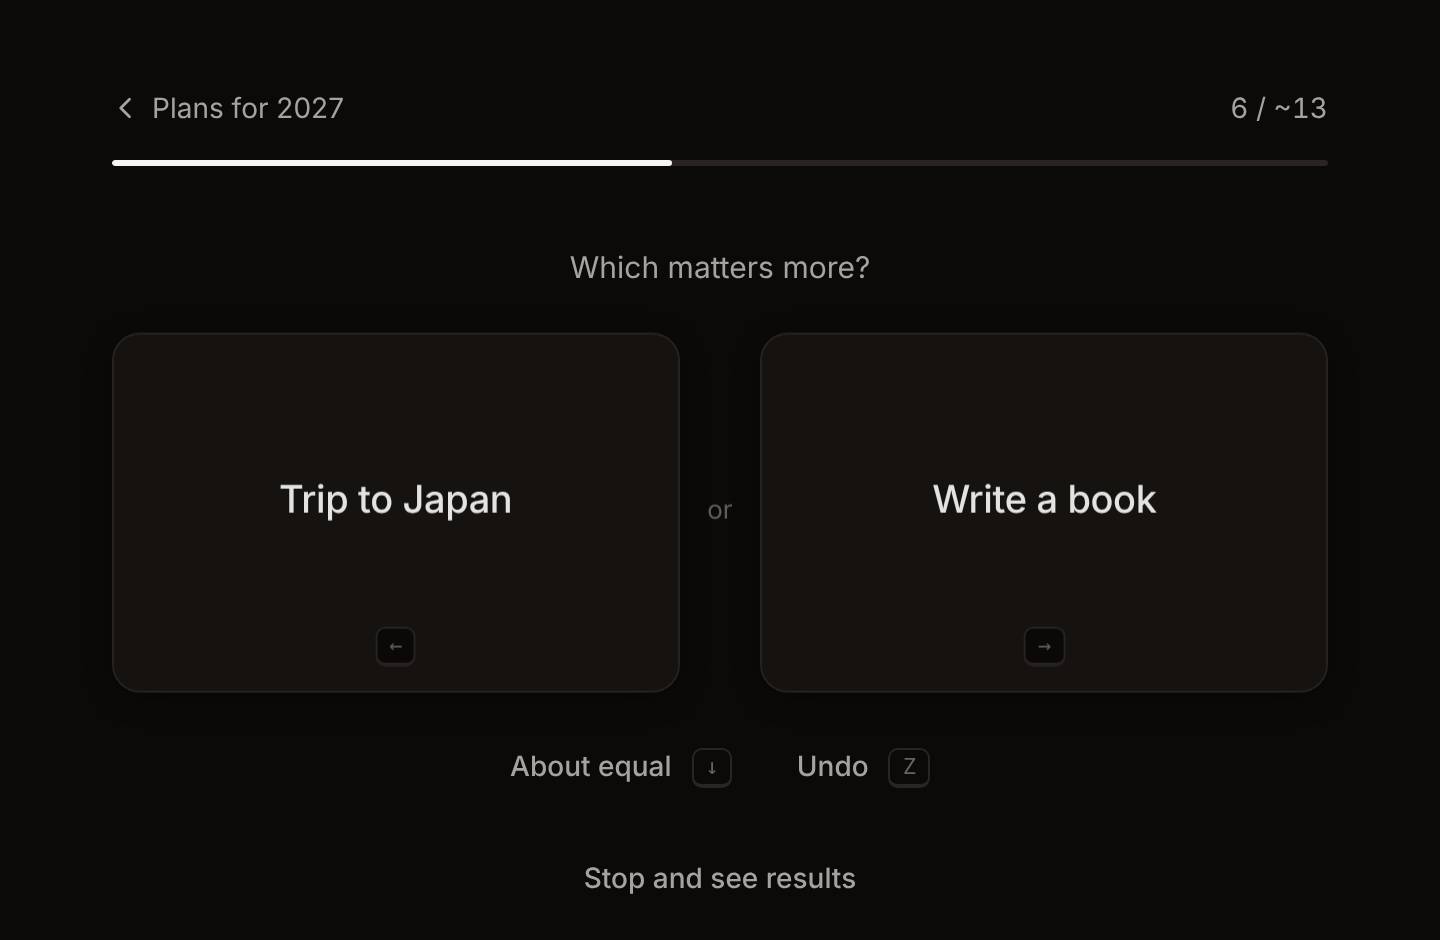 Plans for 2027
6 / ~13
Which matters more?
Trip to Japan
or
Write a book
←
→
About equal ↓
Undo Z
Stop and see results